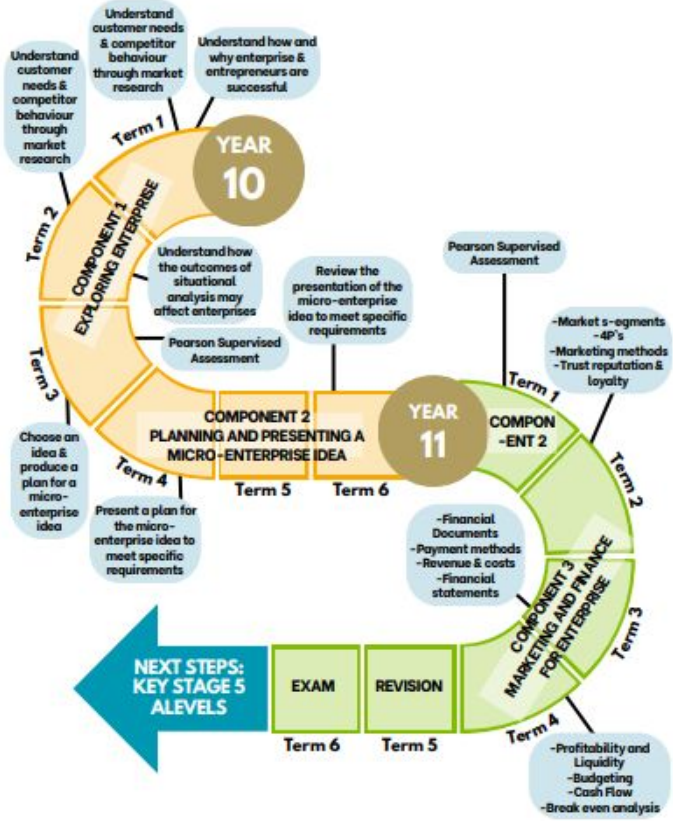 Understand
customer
needs &
competitor
behaviour
through
market
research
Understand
customer needs
& competitor
behaviour
through market
research
Understand how and
why enterprise &
entrepreneurs are
successful
Term 1
YEAR
10
Term 2
COMPONENT 1
EXPLORING ENTERPRISE
Understand how
the outcomes of
situational
analysis may
affect enterprises
Pearson Supervised
Assessment
Term 3
Choose an
idea &
produce a
plan for a
micro-
enterprise
idea
Term 4
Present a plan for
the micro-
enterprise idea to
meet specific
requirements
COMPONENT 2
PLANNING AND PRESENTING A
MICRO-ENTERPRISE IDEA
Term 5
Term 6
Review the
presentation of the
micro-enterprise
idea to meet specific
requirements
YEAR
11
Pearson Supervised
Assessment
Term 1
COMPON
-ENT 2
-Market s-egments
-4P's
-Marketing methods
-Trust reputation &
loyalty
Term 2
-Financial
Documents
-Payment methods
-Revenue & costs
-Financial
statements
COMPONENT 3
MARKETING AND FINANCE
FOR ENTERPRISE
Term 3
Term 4
-Profitability and
Liquidity
-Budgeting
-Cash Flow
-Break even analysis
REVISION
Term 5
EXAM
Term 6
NEXT STEPS:
KEY STAGE 5
ALEVELS